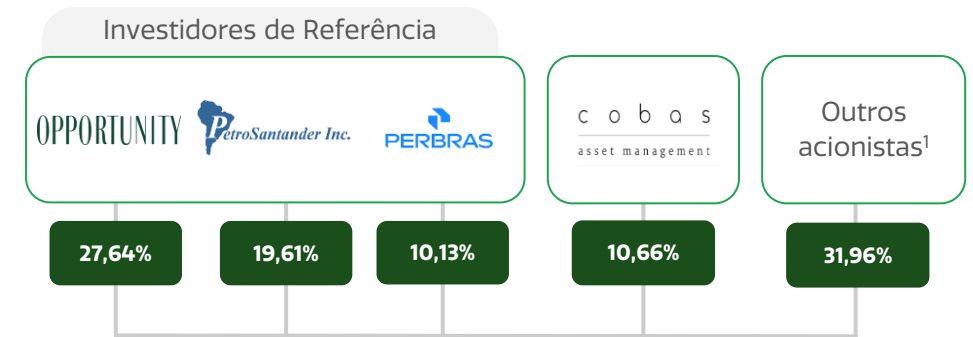 Investidores de Referência
OPPORTUNITY
PetroSantander Inc.
PERBRAS
cobas
asset management
Outros
acionistas¹
27,64%
19,61%
10,13%
10,66%
31,96%